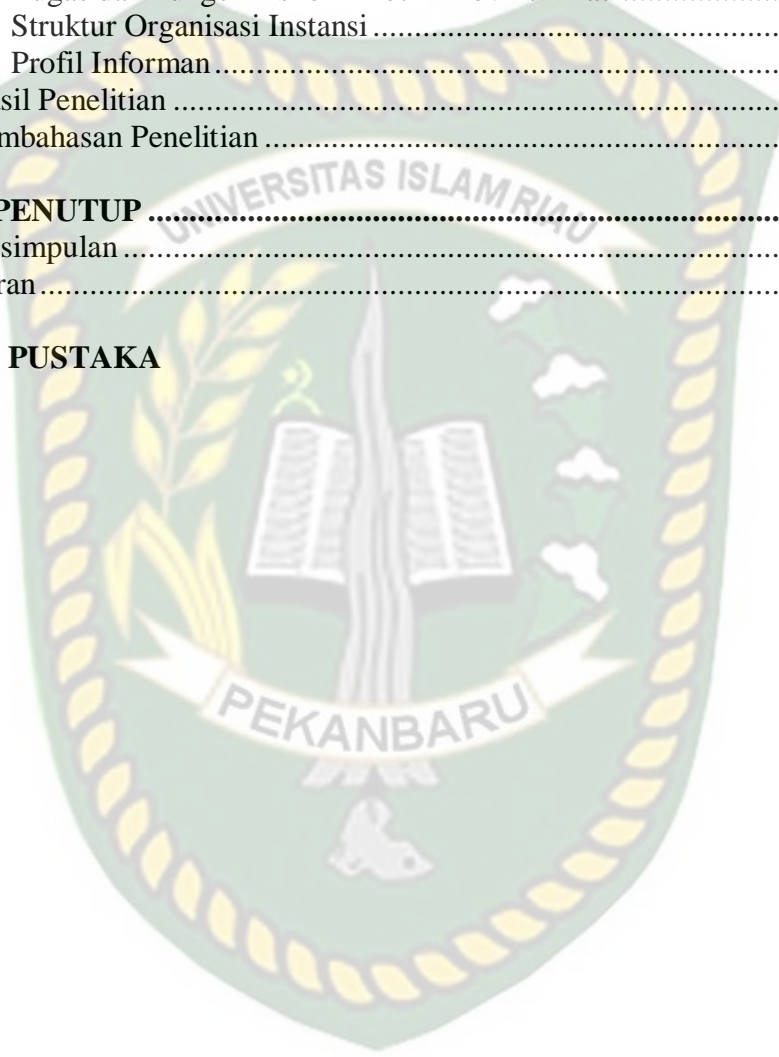 Struktur Organisasi Instansi ..........................................................
Profil Informan ..................................................................................
sil Penelitian ........................................................................................
mbahasan Penelitian .........................................................................
UNIVERSITAS ISLAM RIAU
PENUTUP ...........................................................................................
simpulan ...............................................................................................
ran ............................................................................................................
PUSTAKA
PEKANBARU